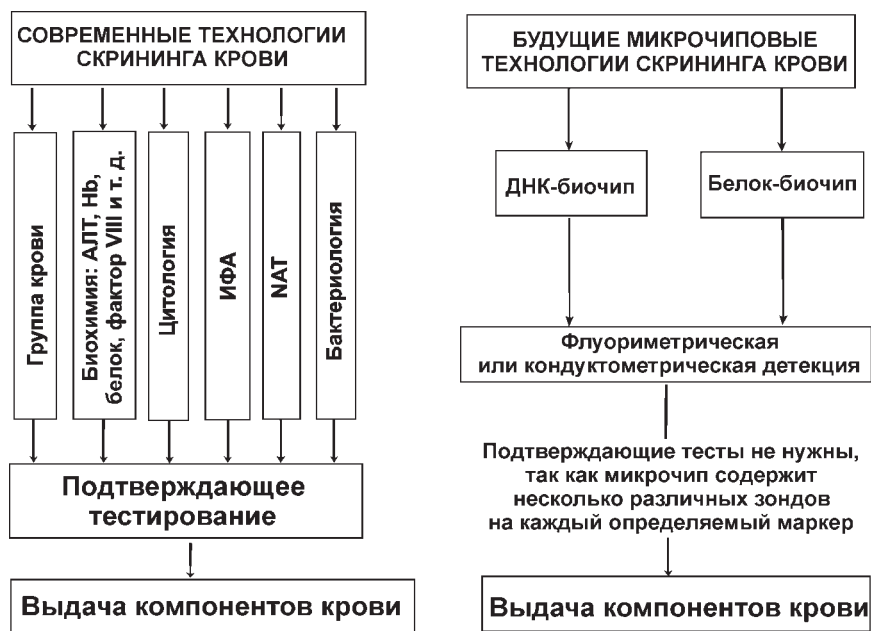 СОВРЕМЕННЫЕ ТЕХНОЛОГИИ
СКРИНИНГА КРОВИ
Группа крови
Биохимия: АЛТ, Hb,
белок, фактор VIII и т. д.
Цитология
ИФА
NAT
Бактериология
Подтверждающее
тестирование
Выдача компонентов крови
БУДУЩИЕ МИКРОЧИПОВЫЕ
ТЕХНОЛОГИИ СКРИНИНГА КРОВИ
ДНК-биочип
Белок-биочип
Флуориметрическая
или кондуктометрическая детекция
Подтверждающие тесты не нужны,
так как микрочип содержит
несколько различных зондов
на каждый определяемый маркер
Выдача компонентов крови